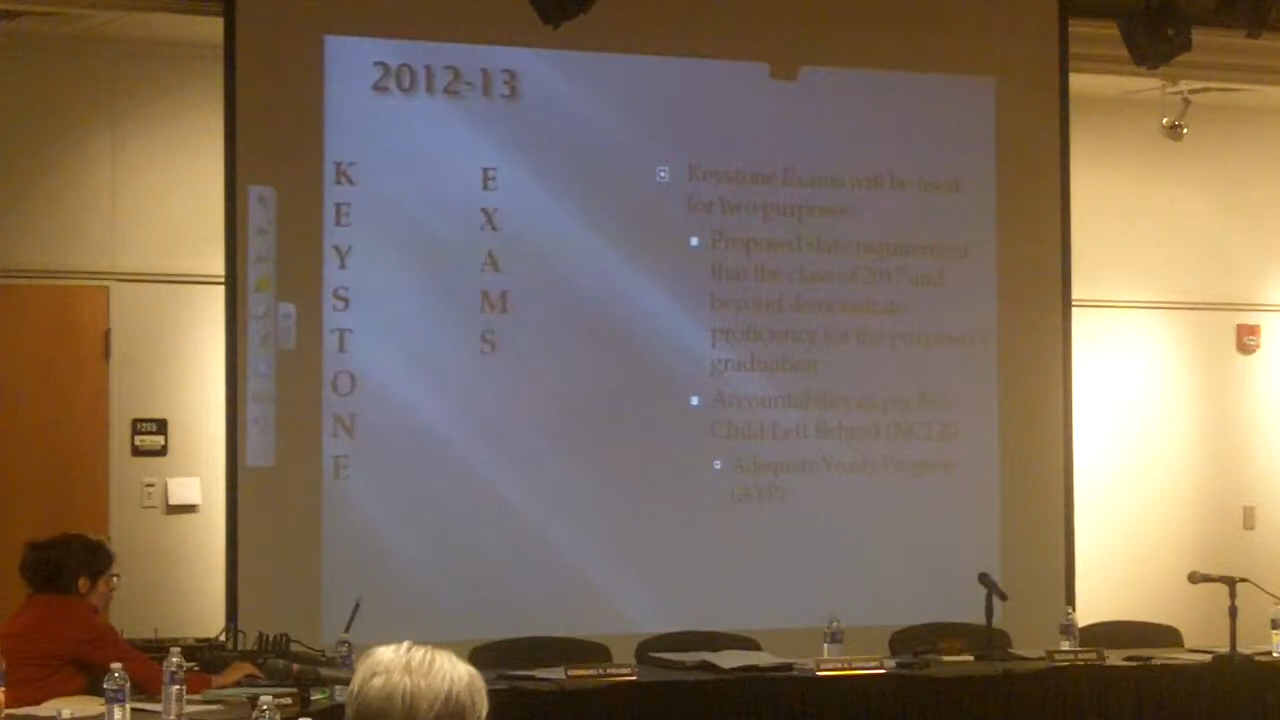 2012-13
KEYSTONE
EXAMS
Keystone Exams will be used
for two purposes:
Proposed state requirement
that the class of 2017 and
beyond demonstrate
proficiency for the purposes
graduation
Accountability as per No
Child Left Behind (NCLB)
Adequate Yearly Progress
(AYP)